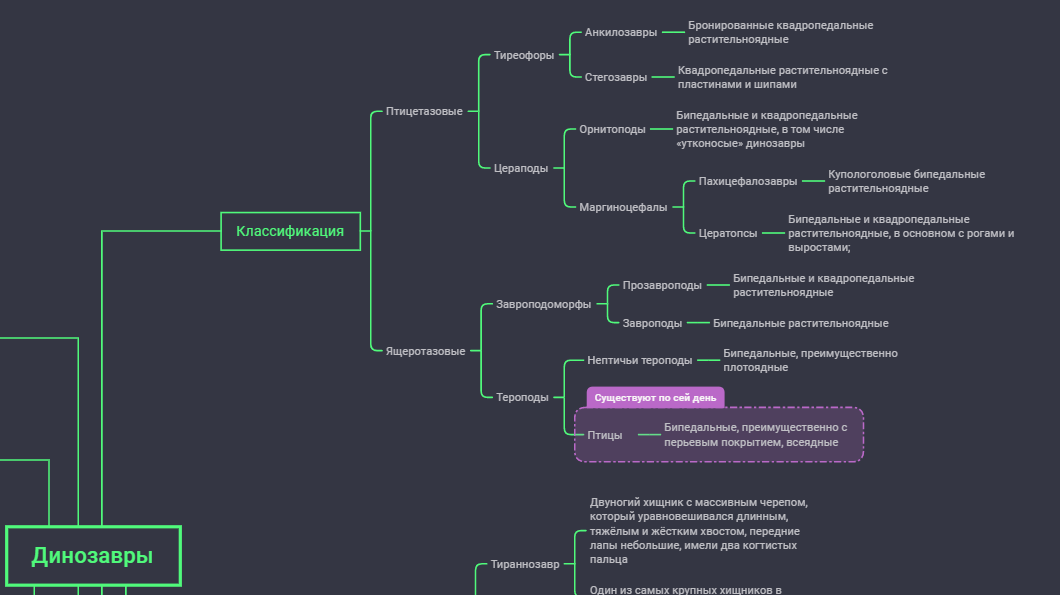 Бронированные квадропедальные
растительноядные
Анкилозавры
Тиреофоры
Квадропедальные растительноядные с
пластинами и шипами
Стегозавры
Птицетазовые
Бипедальные и квадропедальные
растительноядные, в том числе
«утконосые» динозавры
Орнитоподы
Цераподы
Купологоловые бипедальные
растительноядные
Пахицефалозавры
Маргиноцефалы
Бипедальные и квадропедальные
растительноядные, в основном с рогами и
выростами;
Цератопсы
Классификация
Бипедальные и квадропедальные
растительноядные
Прозавроподы
Завроподоморфы
Завроподы
Бипедальные растительноядные
Ящеротазовые
Бипедальные, преимущественно
плотоядные
Нептичьи тероподы
Тероподы
Существуют по сей день
Птицы
Бипедальные, преимущественно с
перьевым покрытием, всеядные
Двуногий хищник с массивным черепом,
который уравновешивался длинным,
тяжёлым и жёстким хвостом, передние
лапы небольшие, имели два когтистых
пальца
Динозавры
Тираннозавр
Один из самых крупных хищников в